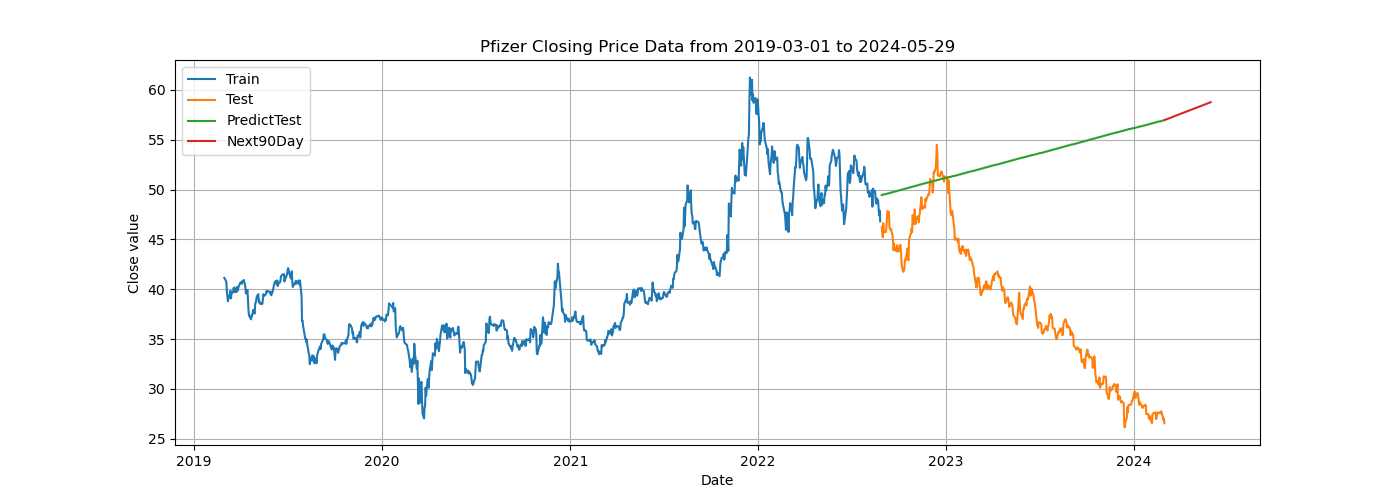 Pfizer Closing Price Data from 2019-03-01 to 2024-05-29
Train
Test
PredictTest
Next90Day
Close value
60
55
50
45
40
35
30
25
2019
2020
2021
2022
2023
2024
Date